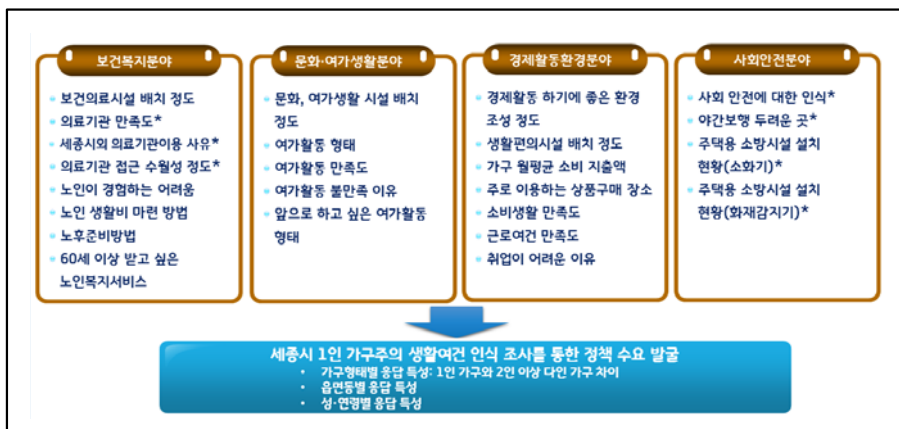 보건복지분야
보건의료시설 배치 정도
의료기관 만족도*
세종시외 의료기관이용 사유*
의료기관 접근 수월성 정도*
노인이 경험하는 어려움
노인 생활비 마련 방법
노후준비방법
60세 이상 받고 싶은
노인복지서비스
문화·여가생활분야
문화, 여가생활 시설 배치
정도
여가활동 형태
여가활동 만족도
여가활동 불만족 이유
앞으로 하고 싶은 여가활동
형태
경제활동환경분야
경제활동 하기에 좋은 환경
조성 정도
생활편의시설 배치 정도
가구 월평균 소비 지출액
주로 이용하는 상품구매 장소
소비생활 만족도
근로여건 만족도
취업이 어려운 이유
사회안전분야
사회 안전에 대한 인식*
야간보행 두려운 곳*
주택용 소방시설 설치
현황(소화기)*
주택용 소방시설 설치
현황(화재감지기)*
세종시 1인 가구주의 생활여건 인식 조사를 통한 정책 수요 발굴
• 가구형태별 응답 특성: 1인 가구와 2인 이상 다인 가구 차이
• 읍면동별 응답 특성
• 성·연령별 응답 특성